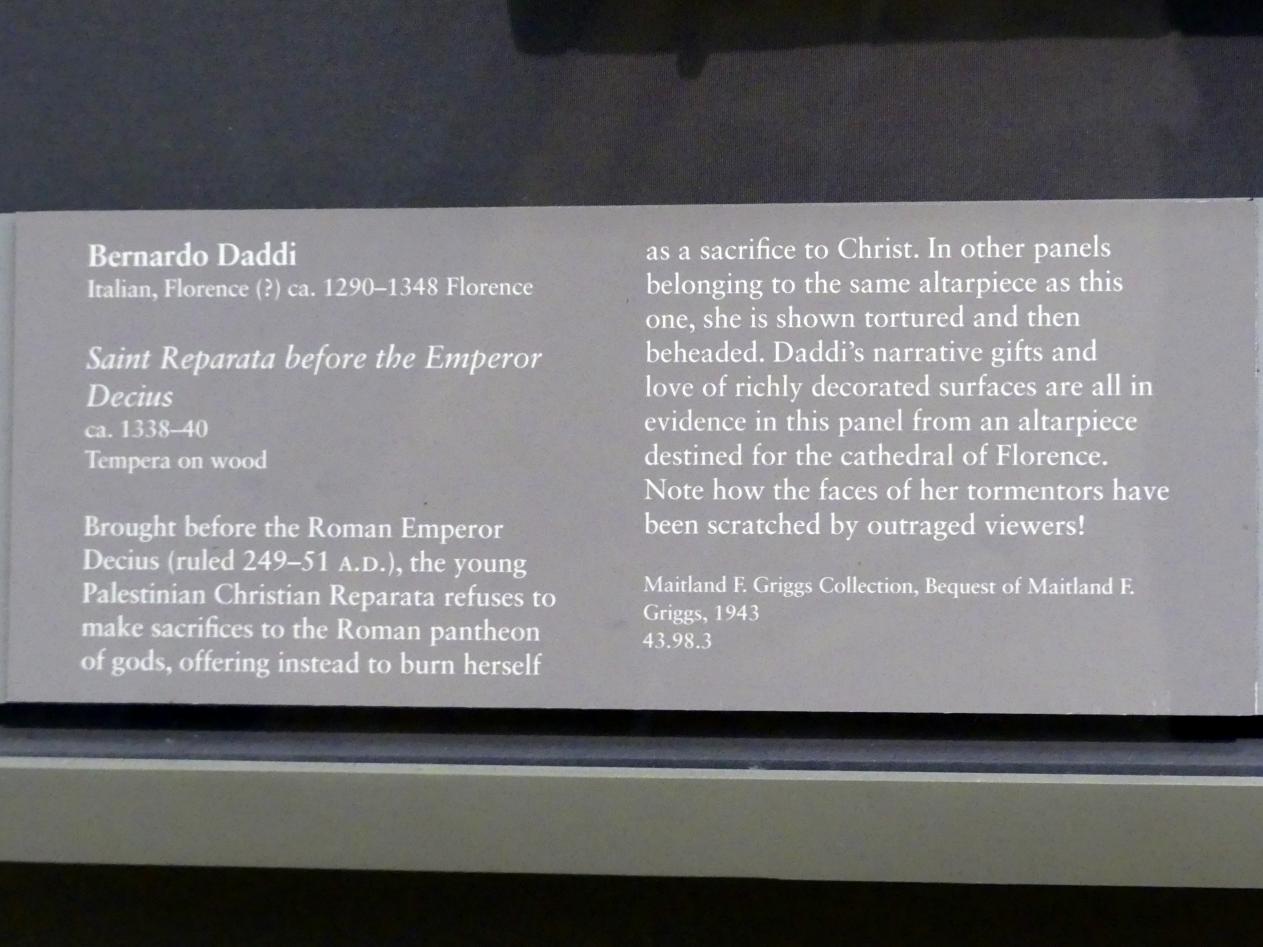 Bernardo Daddi
Italian, Florence (?) ca. 1290–1348 Florence
Saint Reparata before the Emperor
Decius
ca. 1338–40
Tempera on wood
Brought before the Roman Emperor
Decius (ruled 249–51 A.D.), the young
Palestinian Christian Reparata refuses to
make sacrifices to the Roman pantheon
of gods, offering instead to burn herself
as a sacrifice to Christ. In other panels
belonging to the same altarpiece as this
one, she is shown tortured and then
beheaded. Daddi's narrative gifts and
love of richly decorated surfaces are all in
evidence in this panel from an altarpiece
destined for the cathedral of Florence.
Note how the faces of her tormentors have
been scratched by outraged viewers!
Maitland F. Griggs Collection, Bequest of Maitland F.
Griggs, 1943
43.98.3